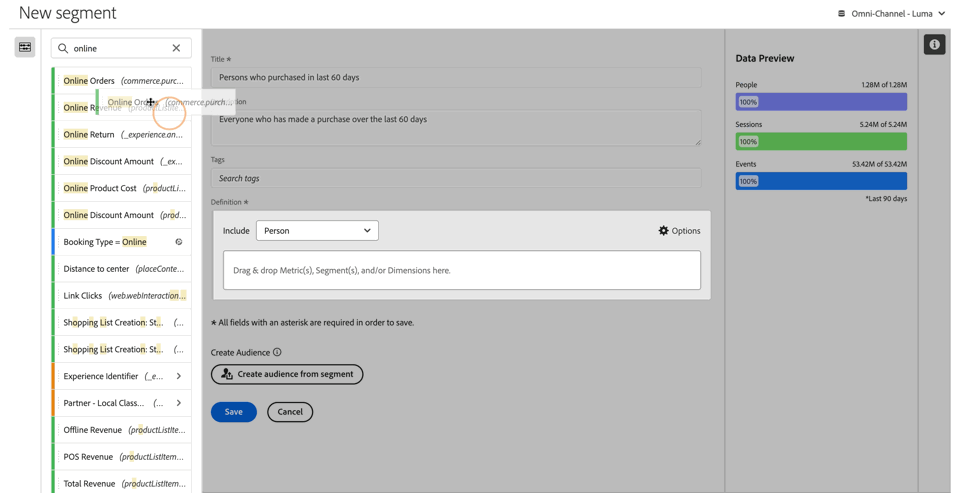 New segment
Omni-Channel - Luma
online
Online Orders (commerce.purc...
Online Orders (commerce.purch...
Online Revenue (productListIte...
Online Return (_experience.an...
Online Discount Amount (_ex...
Online Product Cost (productLi...
Online Discount Amount (prod...
Booking Type = Online
Distance to center (placeConte...
Link Clicks (web.webInteraction...
Shopping List Creation: St... (...
Shopping List Creation: St... (...
Experience Identifier (_e...
Partner - Local Class... (...
Offline Revenue (productListIte...
POS Revenue (productListItem...
Total Revenue (productListItem...
Title *
Persons who purchased in last 60 days
Everyone who has made a purchase over the last 60 days
Tags
Search tags
Definition *
Include Person
Options
Drag & drop Metric(s), Segment(s), and/or Dimensions here.
* All fields with an asterisk are required in order to save.
Create Audience
Create audience from segment
Save Cancel
Data Preview
People 1.28M of 1.28M
100%
Sessions 5.24M of 5.24M
100%
Events 53.42M of 53.42M
100%
*Last 90 days